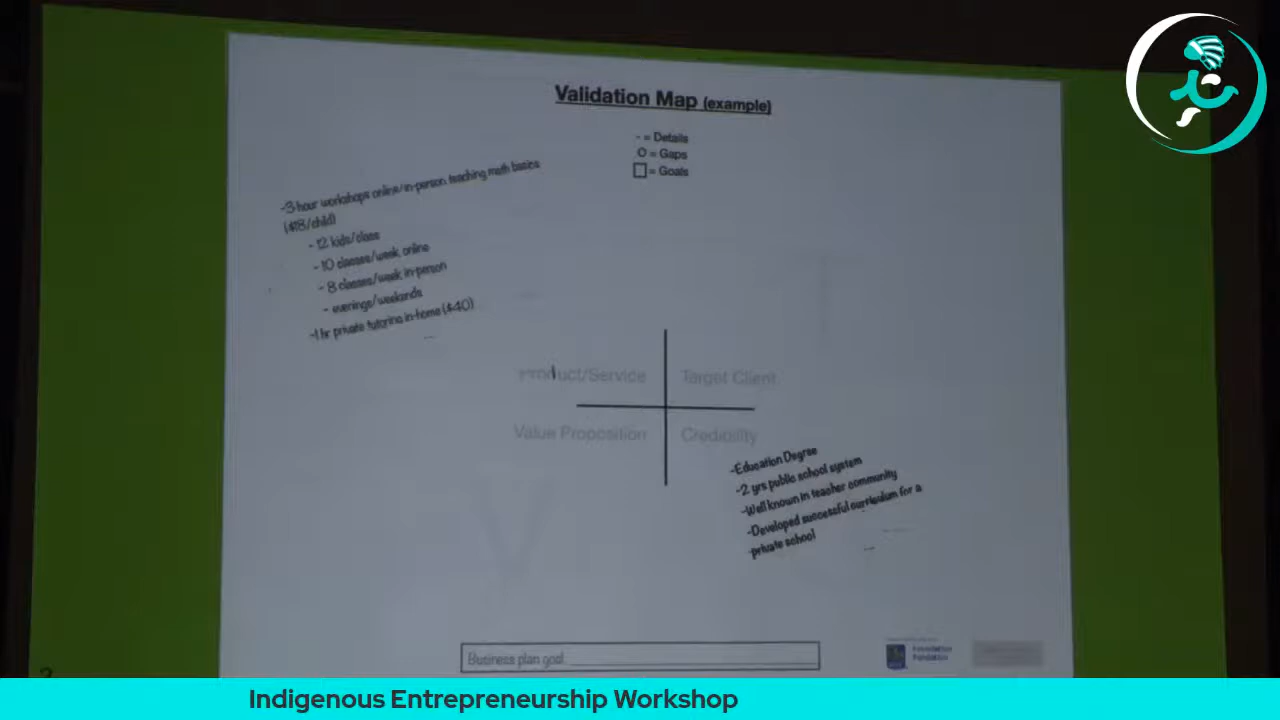 Validation Map (example)
- = Details
O = Gaps
= Goals
-3 hour workshops online/in-person teaching math basics
($18/child)
- 12 kids/class
- 10 classes/week online
- 8 classes/week in-person
- evenings/weekends
-1 hr private tutoring in-home ($40)
Product/Service
Target Client
Value Proposition
Credibility
-Education Degree
-2 yrs public school system
-Well known in teacher community
-Developed successful curriculum for a
private school
Business plan goal:
Foundation
Fondation
Indigenous Entrepreneurship Workshop